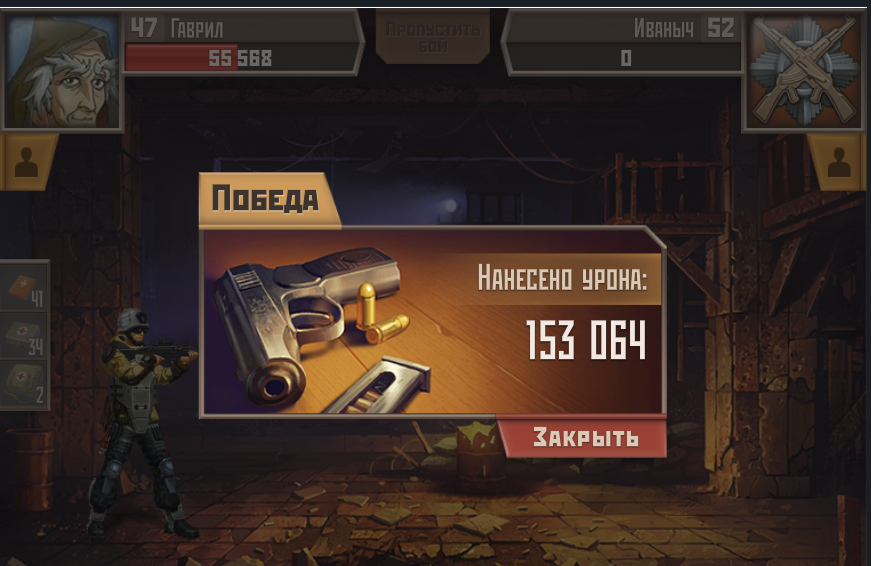 47 Гаврил
55 568
Пропустить
бой
Иваныч 52
0
Победа
Нанесено урона:
153 064
41
34
2
Закрыть